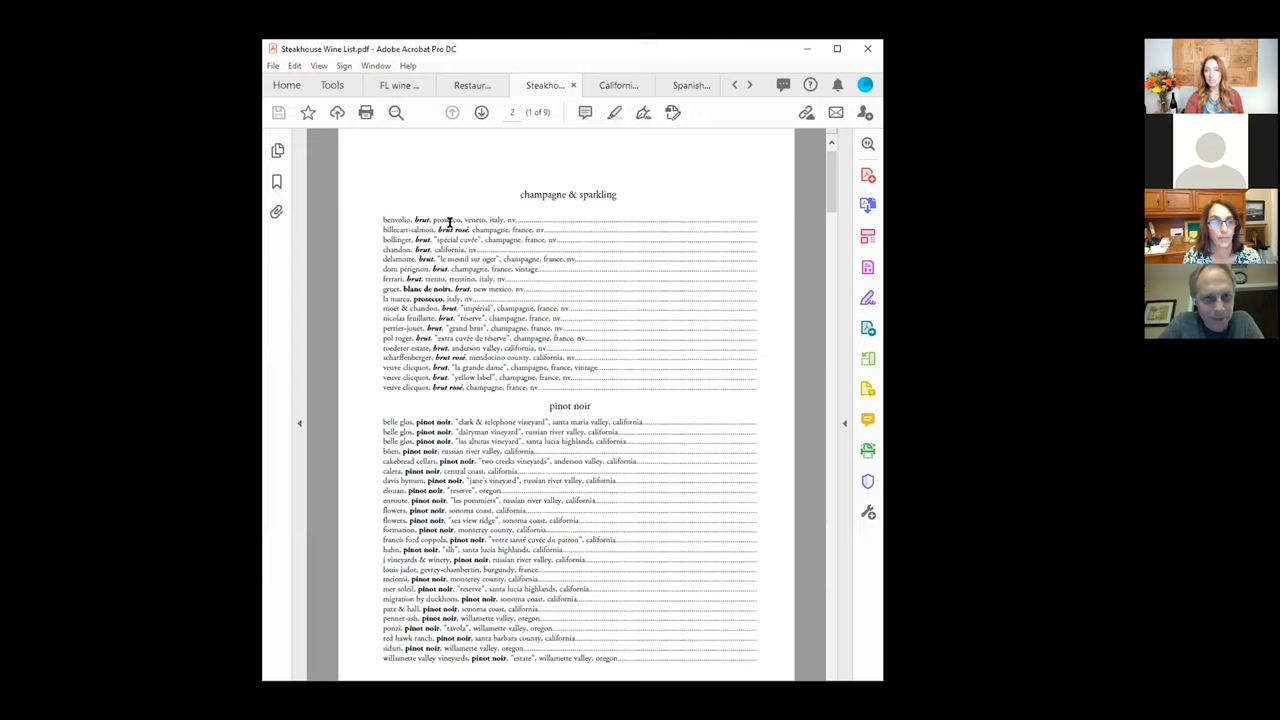 Steakhouse Wine List.pdf - Adobe Acrobat Pro DC
File Edit View Window Help
Home Tools FL wine ... Restaur... Steakho... × Californi... Spanish...
2 (1 of 9)
champagne & sparkling
benvolio, brut, prosecco, veneto, italy, nv
billecart-salmon, brut rosé, champagne, france, nv
bollinger, brut, "spécial cuvée", champagne, france, nv
chandon, brut, california, nv
delamotte, brut, "le mesnil sur oger", champagne, france, nv
dom pérignon, brut, champagne, france, vintage
ferrari, brut, trento, trentino, italy, nv
gruet, blanc de noirs, brut, new mexico, nv
la marca, prosecco, italy, nv
moët & chandon, brut, "impérial", champagne, france, nv
nicolas feuillatte, brut, "réserve", champagne, france, nv
perrier-jouët, brut, "grand brut", champagne, france, nv
pol roger, brut, "extra cuvée de réserve", champagne, france, nv
roederer estate, brut, anderson valley, california, nv
scharffenberger, brut rosé, mendocino county, california, nv
veuve clicquot, brut, "la grande dame", champagne, france, vintage
veuve clicquot, brut, "yellow label", champagne, france, nv
veuve clicquot, brut rosé, champagne, france, nv
pinot noir
belle glos, pinot noir, "clark & telephone vineyard", santa maria valley, california
belle glos, pinot noir, "dairyman vineyard", russian river valley, california
belle glos, pinot noir, "las alturas vineyard", santa lucia highlands, california
böen, pinot noir, russian river valley, california
cakebread cellars, pinot noir, "two creeks vineyards", anderson valley, california
calera, pinot noir, central coast, california
davis bynum, pinot noir, "jane's vineyard", russian river valley, california
elouan, pinot noir, "reserve", oregon
enroute, pinot noir, "les pommiers", russian river valley, california
flowers, pinot noir, sonoma coast, california
flowers, pinot noir, "sea view ridge", sonoma coast, california
formation, pinot noir, monterey county, california
francis ford coppola, pinot noir, "votre santé cuvée du patron", california
hahn, pinot noir, "slh", santa lucia highlands, california
j vineyards & winery, pinot noir, russian river valley, california
louis jadot, gevrey-chambertin, burgundy, france
meiomi, pinot noir, monterey county, california
mer soleil, pinot noir, "reserve", santa lucia highlands, california
migration by duckhorn, pinot noir, sonoma coast, california
patz & hall, pinot noir, sonoma coast, california
penner-ash, pinot noir, willamette valley, oregon
ponzi, pinot noir, "tavola", willamette valley, oregon
red hawk ranch, pinot noir, santa barbara county, california
siduri, pinot noir, willamette valley, oregon
willamette valley vineyards, pinot noir, "estate", willamette valley, oregon